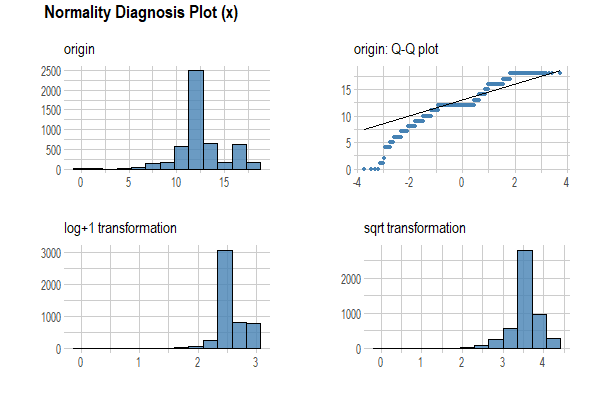 Normality Diagnosis Plot (x)
origin
2500
2000
1500
1000
500
0
0 5 10 15
origin: Q-Q plot
15
10
5
0
-4 -2 0 2 4
log+1 transformation
3000
2000
1000
0
0 1 2 3
sqrt transformation
2000
1000
0
0 1 2 3 4